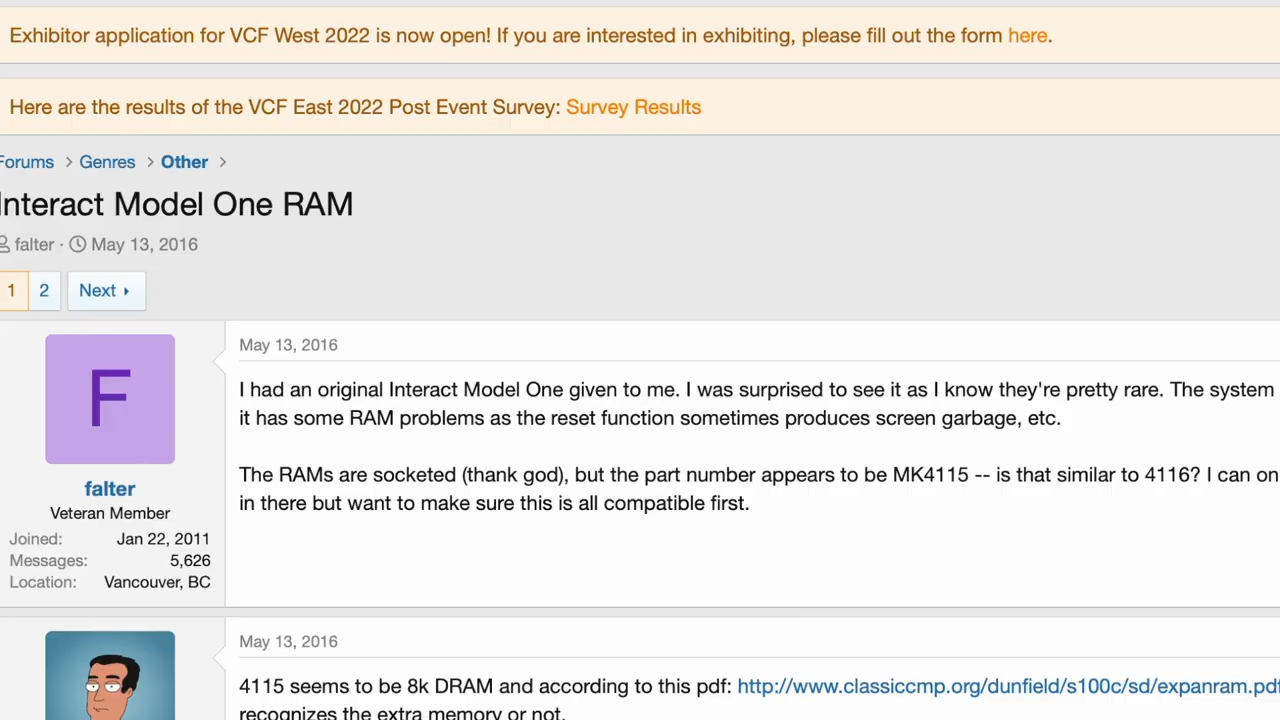 Exhibitor application for VCF West 2022 is now open! If you are interested in exhibiting, please fill out the form here.
Here are the results of the VCF East 2022 Post Event Survey: Survey Results
Forums > Genres > Other >
Interact Model One RAM
falter · May 13, 2016
1 2 Next
F
May 13, 2016
I had an original Interact Model One given to me. I was surprised to see it as I know they're pretty rare. The system
it has some RAM problems as the reset function sometimes produces screen garbage, etc.
The RAMs are socketed (thank god), but the part number appears to be MK4115 -- is that similar to 4116? I can on
in there but want to make sure this is all compatible first.
falter
Veteran Member
Joined: Jan 22, 2011
Messages: 5,626
Location: Vancouver, BC
May 13, 2016
4115 seems to be 8k DRAM and according to this pdf: http://www.classiccmp.org/dunfield/s100c/sd/expanram.pdf
recognizes the extra memory or not.